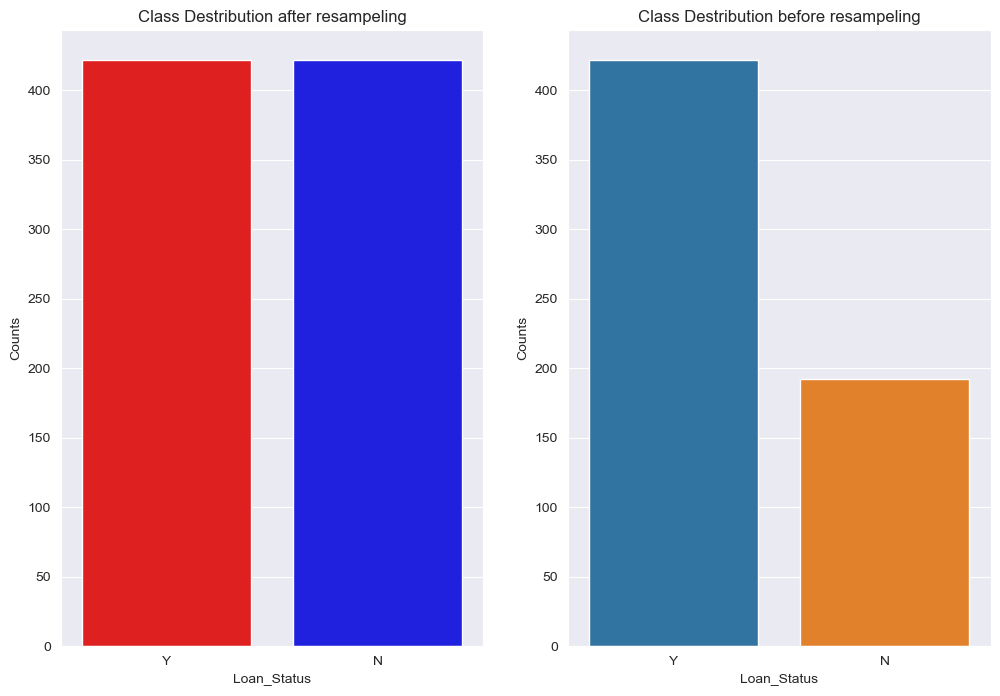 Class Destribution after resampeling
400
350
300
250
200
150
100
50
0
Counts
Y N
Loan_Status
Class Destribution before resampeling
400
350
300
250
200
150
100
50
0
Counts
Y N
Loan_Status